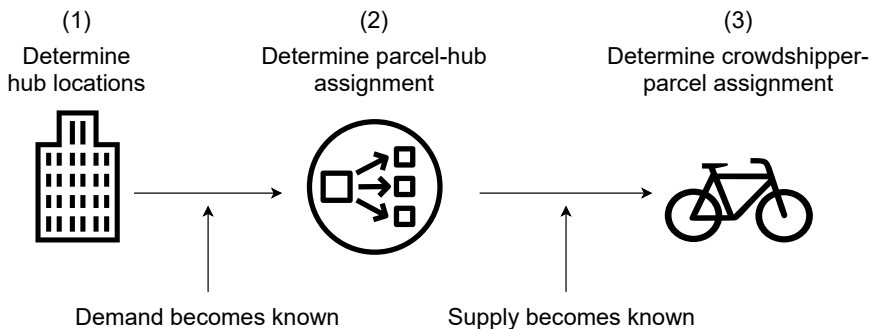 (1)
Determine
hub locations
(2)
Determine parcel-hub
assignment
(3)
Determine crowdshipper-
parcel assignment
Demand becomes known
Supply becomes known